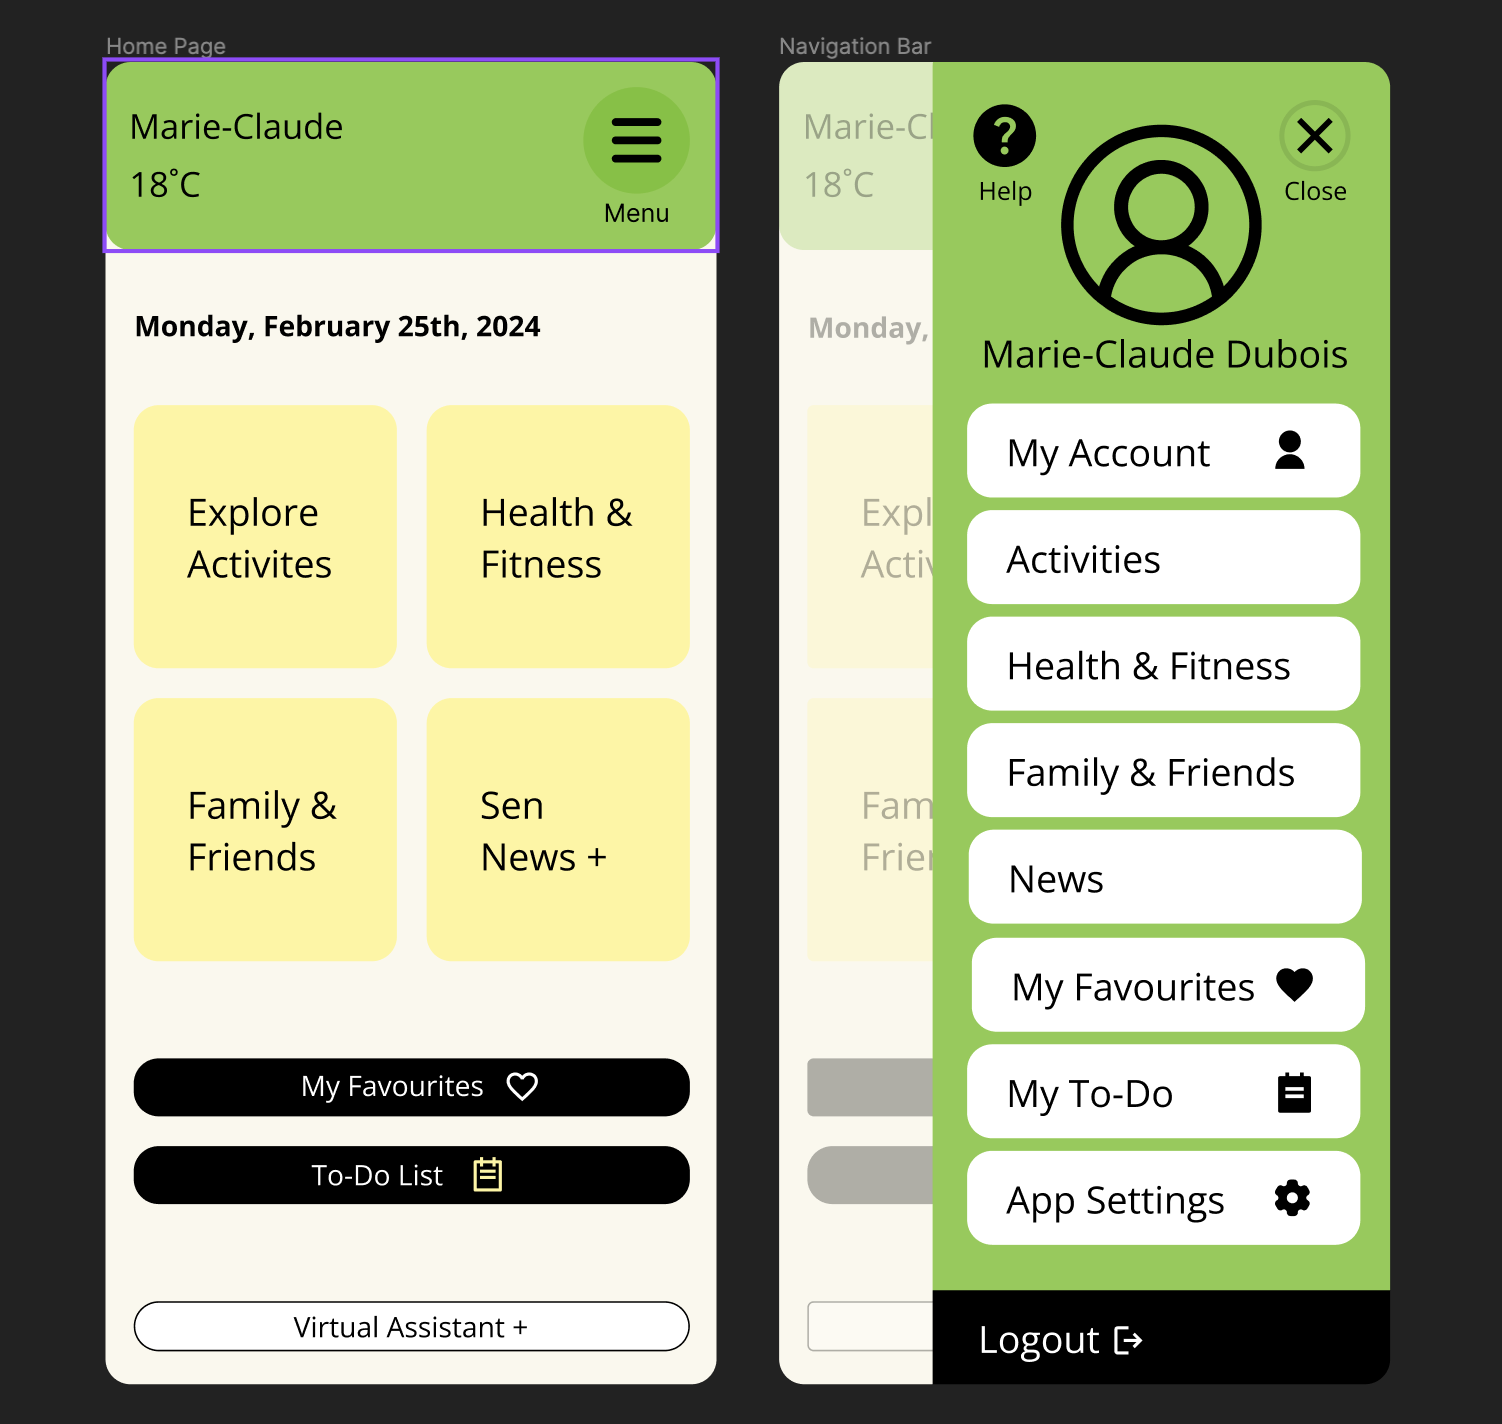 Home Page
Marie-Claude
18°C
Menu
Monday, February 25th, 2024
Explore
Activites
Health &
Fitness
Family &
Friends
Sen
News +
My Favourites
To-Do List
Virtual Assistant +
Navigation Bar
Marie-Cl
18°C
Monday,
Expl
Activ
Fam
Frier
Help
Close
Marie-Claude Dubois
My Account
Activities
Health & Fitness
Family & Friends
News
My Favourites
My To-Do
App Settings
Logout